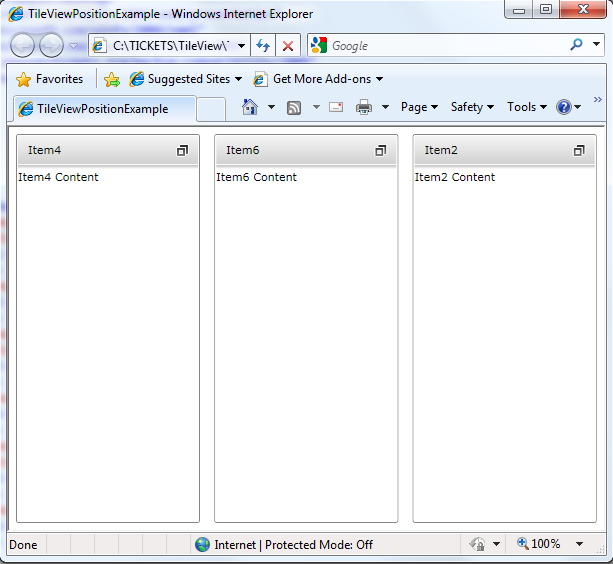 TileViewPositionExample - Windows Internet Explorer
C:\TICKETS\TileView\
Google
Favorites Suggested Sites Get More Add-ons
TileViewPositionExample Page Safety Tools
Item4 Item6 Item2
Item4 Content Item6 Content Item2 Content
Done Internet | Protected Mode: Off 100%